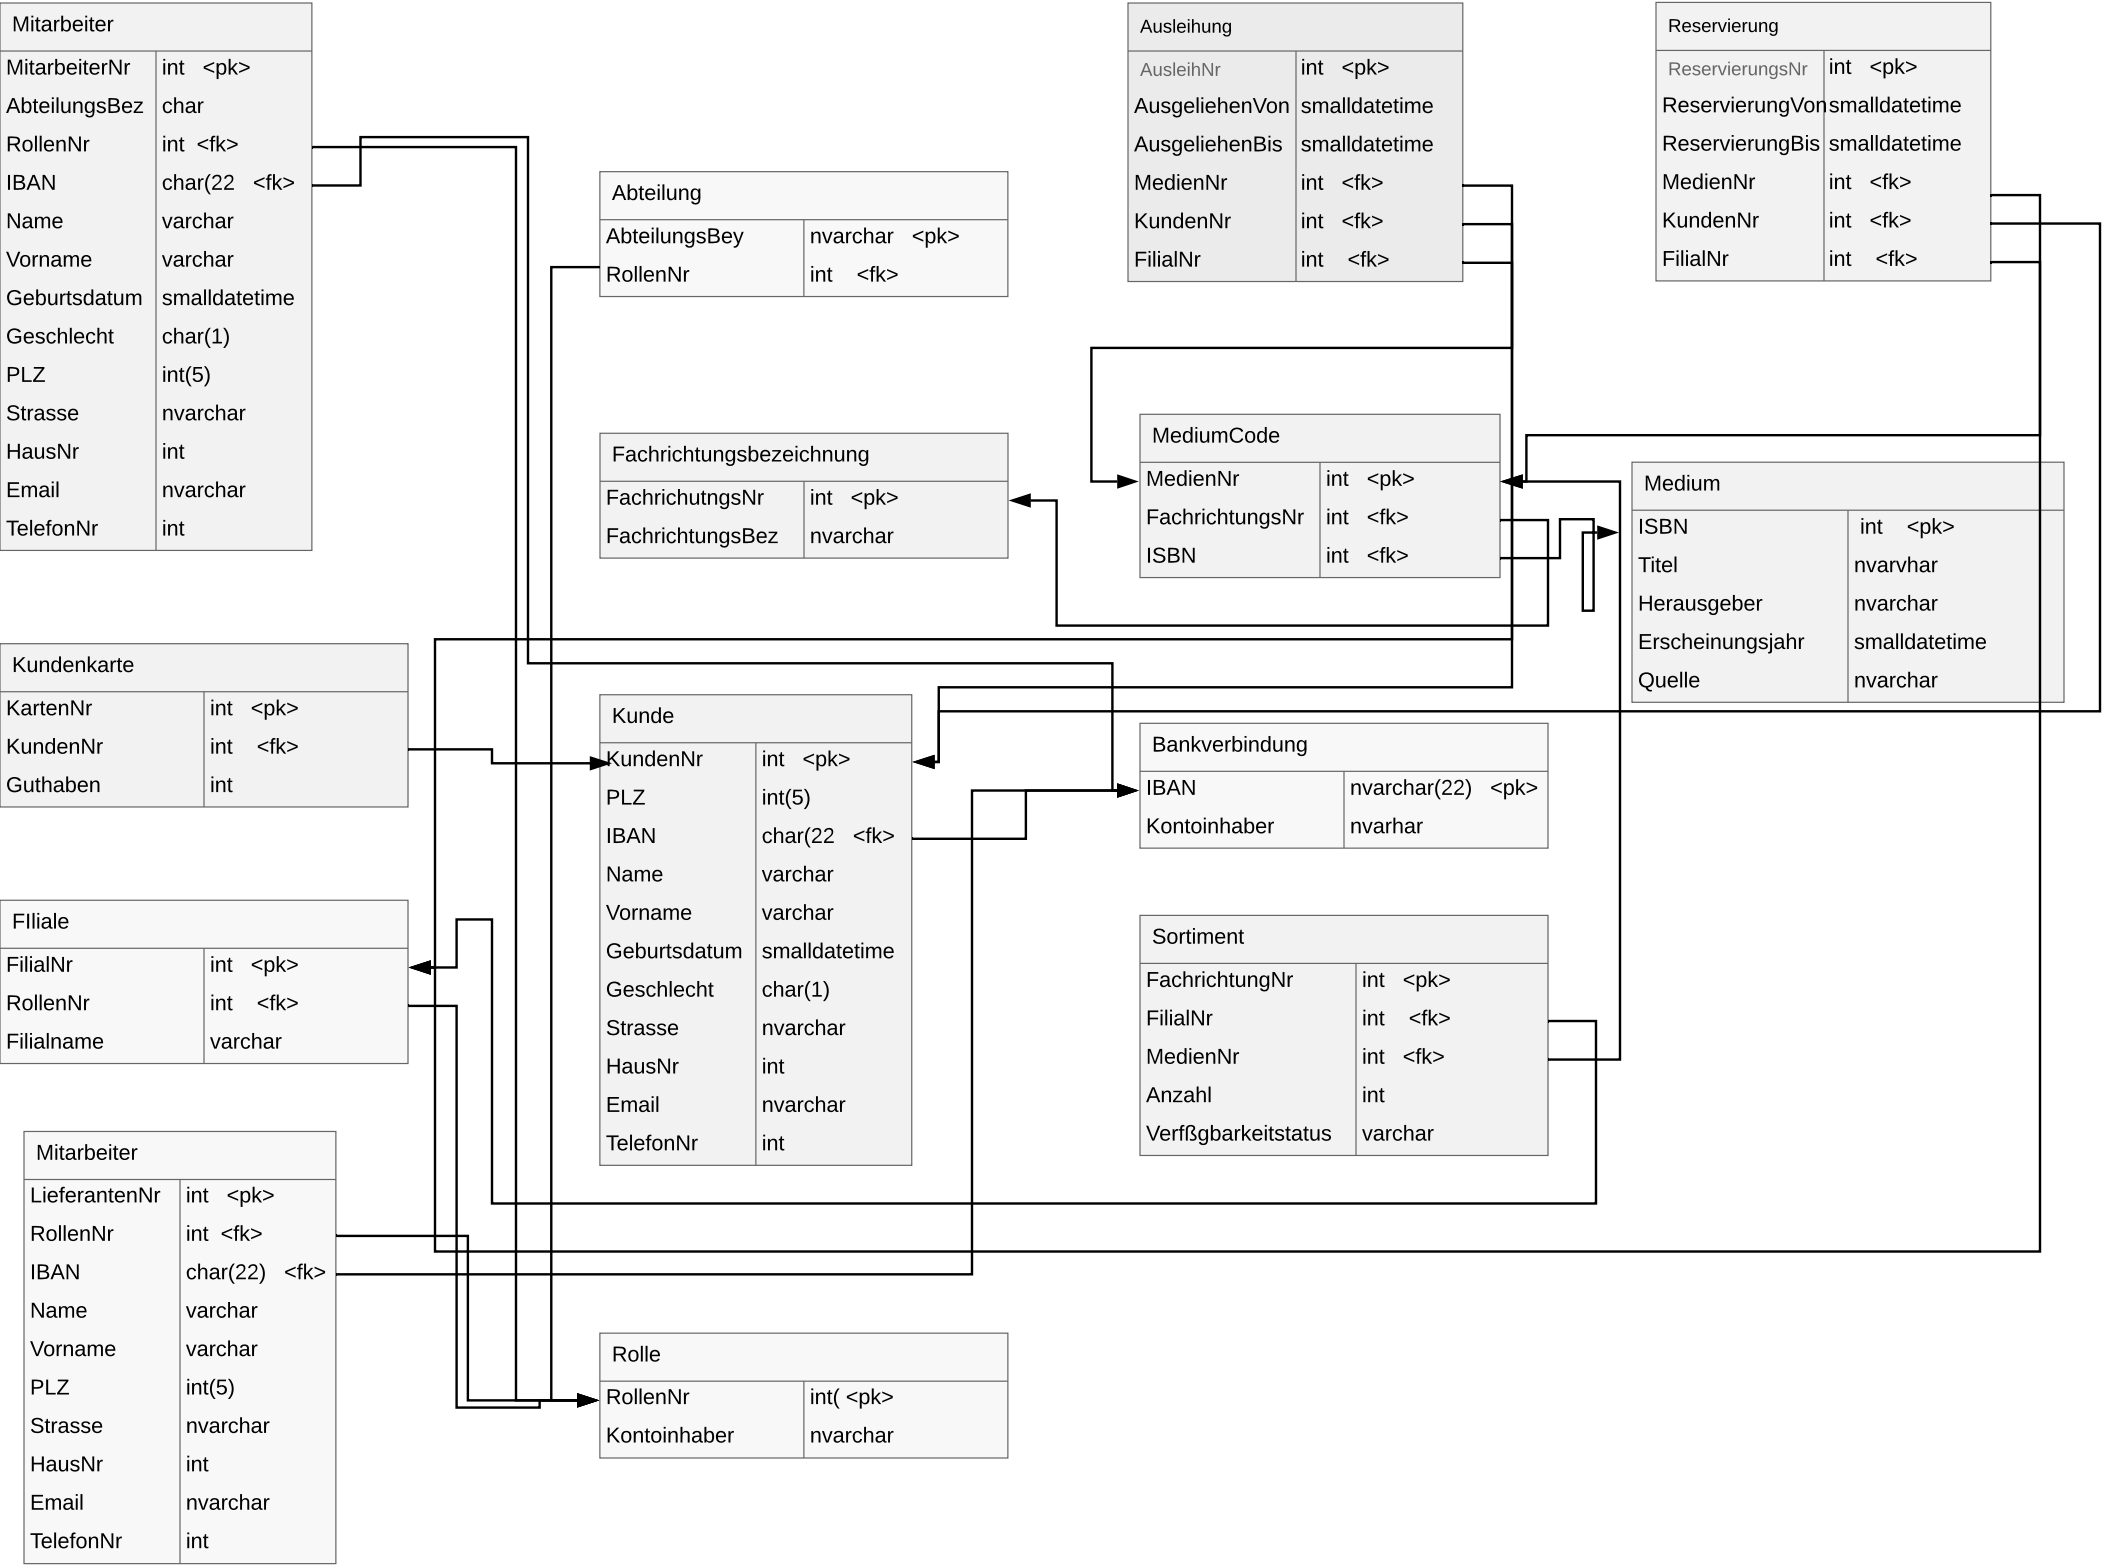 Mitarbeiter
MitarbeiterNr int <pk>
AbteilungsBez char
RollenNr int <fk>
IBAN char(22 <fk>
Name varchar
Vorname varchar
Geburtsdatum smalldatetime
Geschlecht char(1)
PLZ int(5)
Strasse nvarchar
HausNr int
Email nvarchar
TelefonNr int
Abteilung
AbteilungsBey nvarchar <pk>
RollenNr int <fk>
Ausleihung
AusleihNr int <pk>
AusgeliehenVon smalldatetime
AusgeliehenBis smalldatetime
MedienNr int <fk>
KundenNr int <fk>
FilialNr int <fk>
Reservierung
ReservierungsNr int <pk>
ReservierungVon smalldatetime
ReservierungBis smalldatetime
MedienNr int <fk>
KundenNr int <fk>
FilialNr int <fk>
Fachrichtungsbezeichnung
FachrichutngsNr int <pk>
FachrichtungsBez nvarchar
MediumCode
MedienNr int <pk>
FachrichtungsNr int <fk>
ISBN int <fk>
Medium
ISBN int <pk>
Titel nvarvhar
Herausgeber nvarchar
Erscheinungsjahr smalldatetime
Quelle nvarchar
Kundenkarte
KartenNr int <pk>
KundenNr int <fk>
Guthaben int
Kunde
KundenNr int <pk>
PLZ int(5)
IBAN char(22 <fk>
Name varchar
Vorname varchar
Geburtsdatum smalldatetime
Geschlecht char(1)
Strasse nvarchar
HausNr int
Email nvarchar
TelefonNr int
Bankverbindung
IBAN nvarchar(22) <pk>
Kontoinhaber nvarhar
FIliale
FilialNr int <pk>
RollenNr int <fk>
Filialname varchar
Sortiment
FachrichtungNr int <pk>
FilialNr int <fk>
MedienNr int <fk>
Anzahl int
Verfßgbarkeitstatus varchar
Mitarbeiter
LieferantenNr int <pk>
RollenNr int <fk>
IBAN char(22) <fk>
Name varchar
Vorname varchar
PLZ int(5)
Strasse nvarchar
HausNr int
Email nvarchar
TelefonNr int
Rolle
RollenNr int( <pk>
Kontoinhaber nvarchar